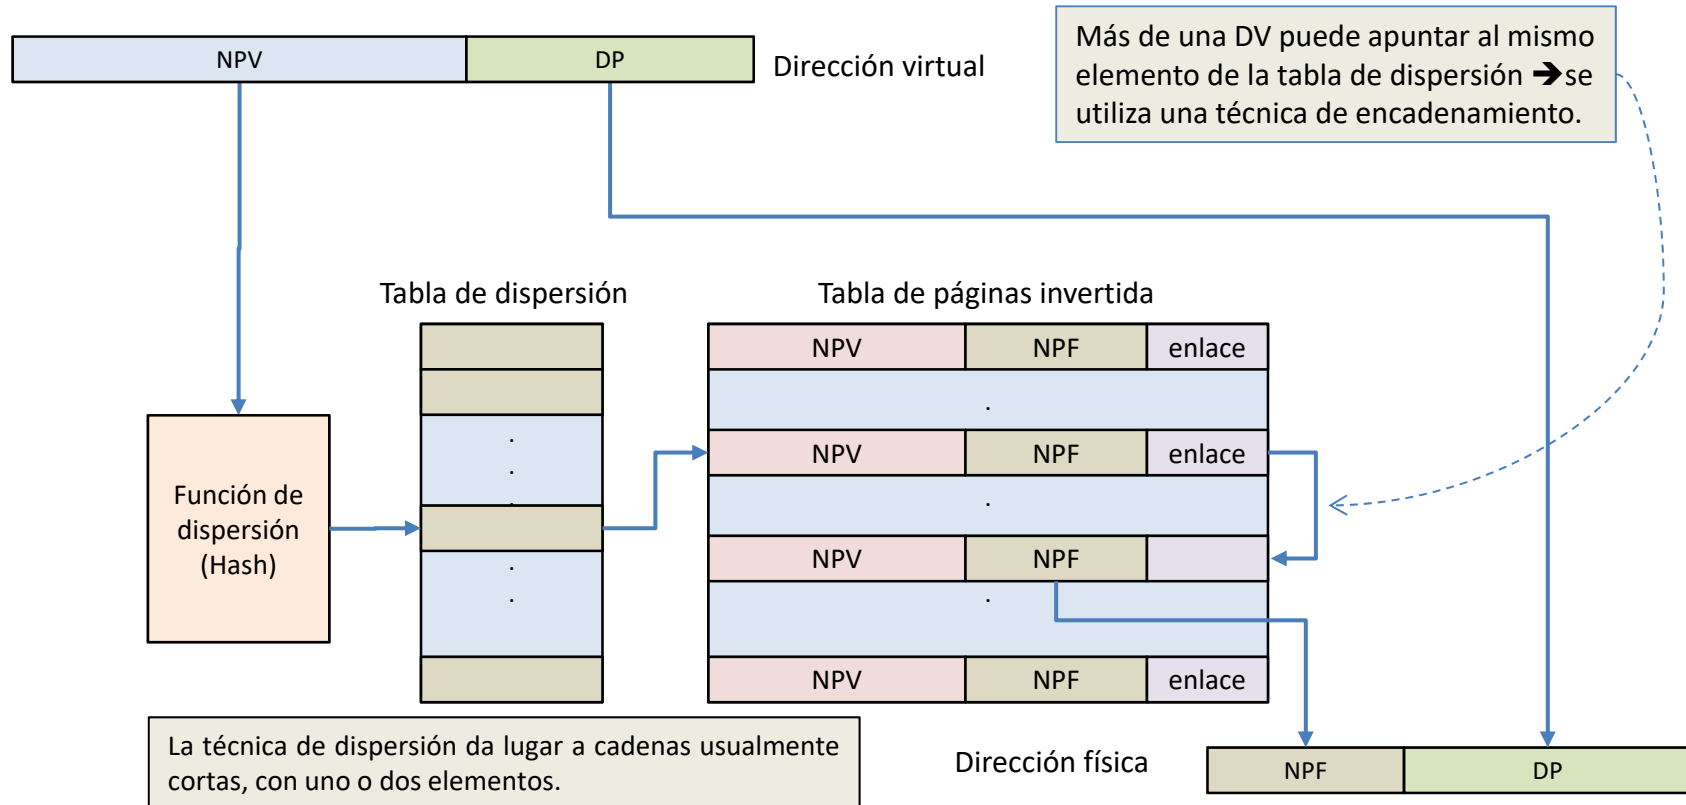 NPV DP Dirección virtual
Más de una DV puede apuntar al mismo
elemento de la tabla de dispersión ➔ se
utiliza una técnica de encadenamiento.
Tabla de dispersión
Tabla de páginas invertida
NPV NPF enlace
.
NPV NPF enlace
.
NPV NPF
.
NPV NPF enlace
.
.
.
.
.
Función de
dispersión
(Hash)
La técnica de dispersión da lugar a cadenas usualmente
cortas, con uno o dos elementos.
Dirección física NPF DP